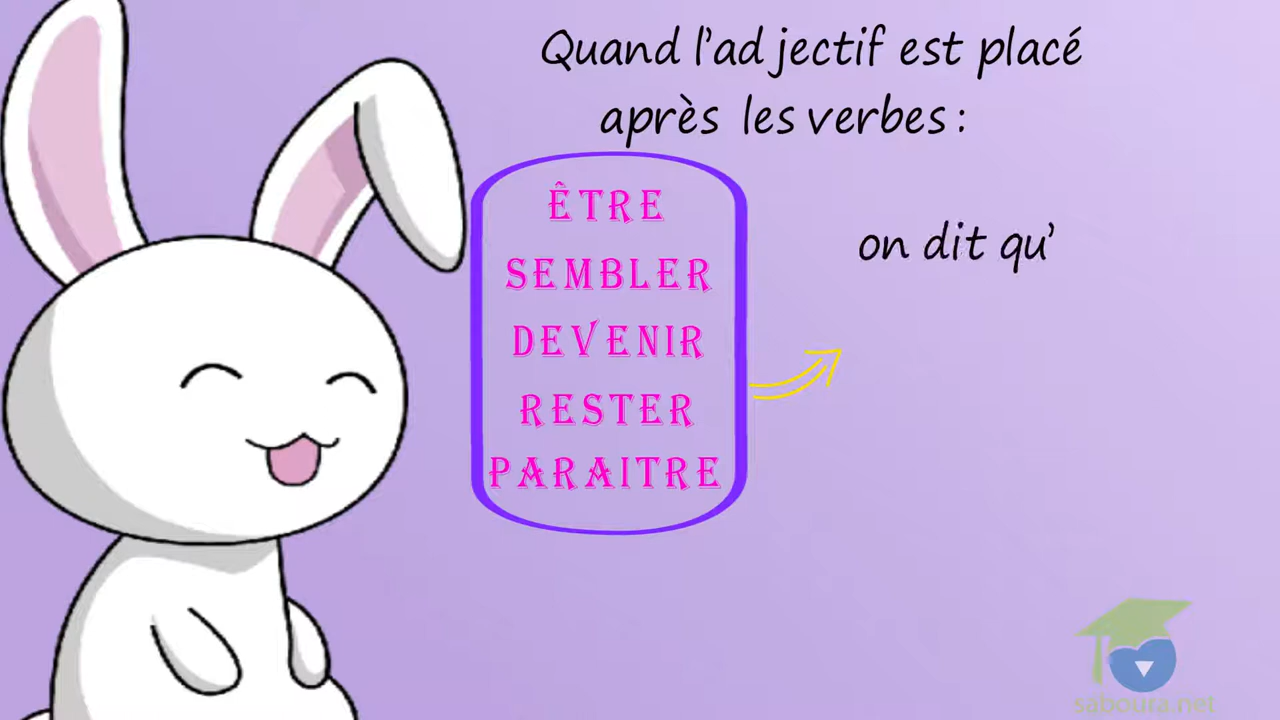 Quand l'adjectif est placé
après les verbes :
ÊTRE
SEMBLER
DEVENIR
RESTER
PARAITRE
on dit qu'
saboura.net